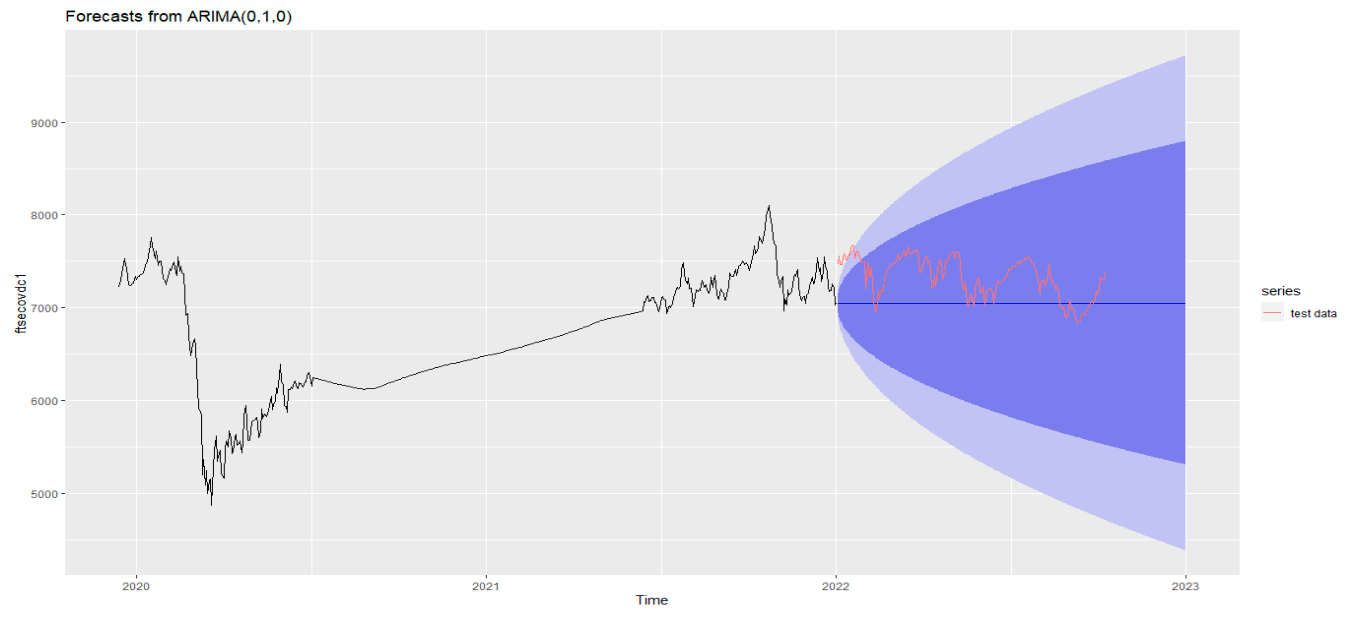 Forecasts from ARIMA(0,1,0)
9000
8000
7000
6000
5000
ftsecovdc1
2020
2021
2022
2023
Time
series
test data